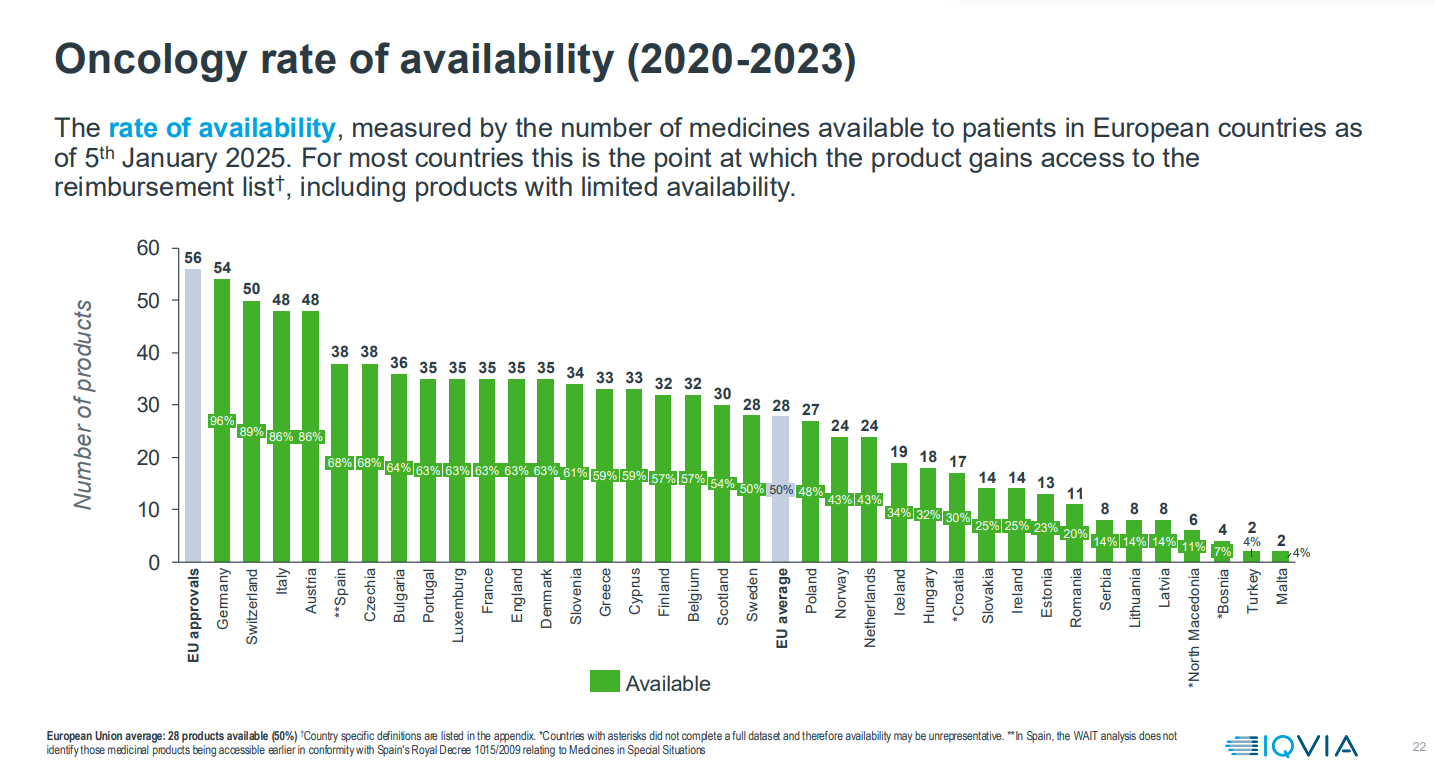 Oncology rate of availability (2020-2023)
The rate of availability, measured by the number of medicines available to patients in European countries as
of 5th January 2025. For most countries this is the point at which the product gains access to the
reimbursement list†, including products with limited availability.
Number of products
60
50
40
30
20
10
0
56
54
50
48
48
38
38
36
35
35
35
35
35
34
33
33
32
32
30
28
28
27
24
24
19
18
17
14
14
13
11
8
8
8
6
4
2
2
96%
89%
86%
86%
68%
68%
64%
63%
63%
63%
63%
63%
61%
59%
59%
57%
57%
54%
50%
50%
48%
43%
43%
34%
32%
30%
25%
25%
23%
20%
14%
14%
14%
11%
7%
4%
4%
EU approvals
Germany
Switzerland
Italy
Austria
**Spain
Czechia
Bulgaria
Portugal
Luxemburg
France
England
Denmark
Slovenia
Greece
Cyprus
Finland
Belgium
Scotland
Sweden
EU average
Poland
Norway
Netherlands
Iceland
Hungary
*Croatia
Slovakia
Ireland
Estonia
Romania
Serbia
Lithuania
Latvia
*North Macedonia
*Bosnia
Turkey
Malta
Available
European Union average: 28 products available (50%) †Country specific definitions are listed in the appendix. *Countries with asterisks did not complete a full dataset and therefore availability may be unrepresentative. **In Spain, the WAIT analysis does not
identify those medicinal products being accessible earlier in conformity with Spain's Royal Decree 1015/2009 relating to Medicines in Special Situations
IQVIA
22